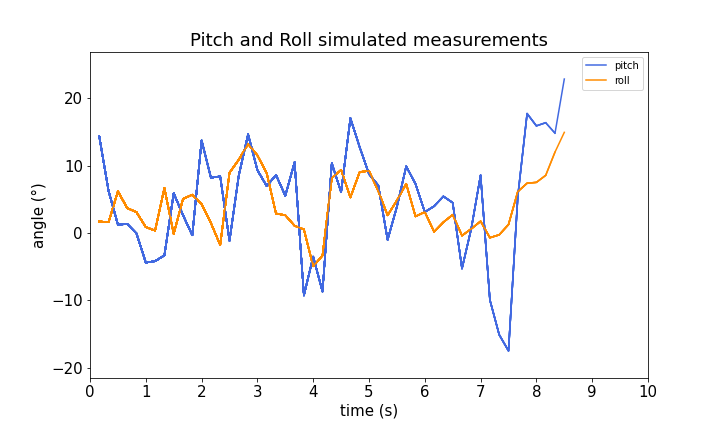 Pitch and Roll simulated measurements
pitch
roll
angle (°)
20
10
0
−10
−20
0 1 2 3 4 5 6 7 8 9 10
time (s)